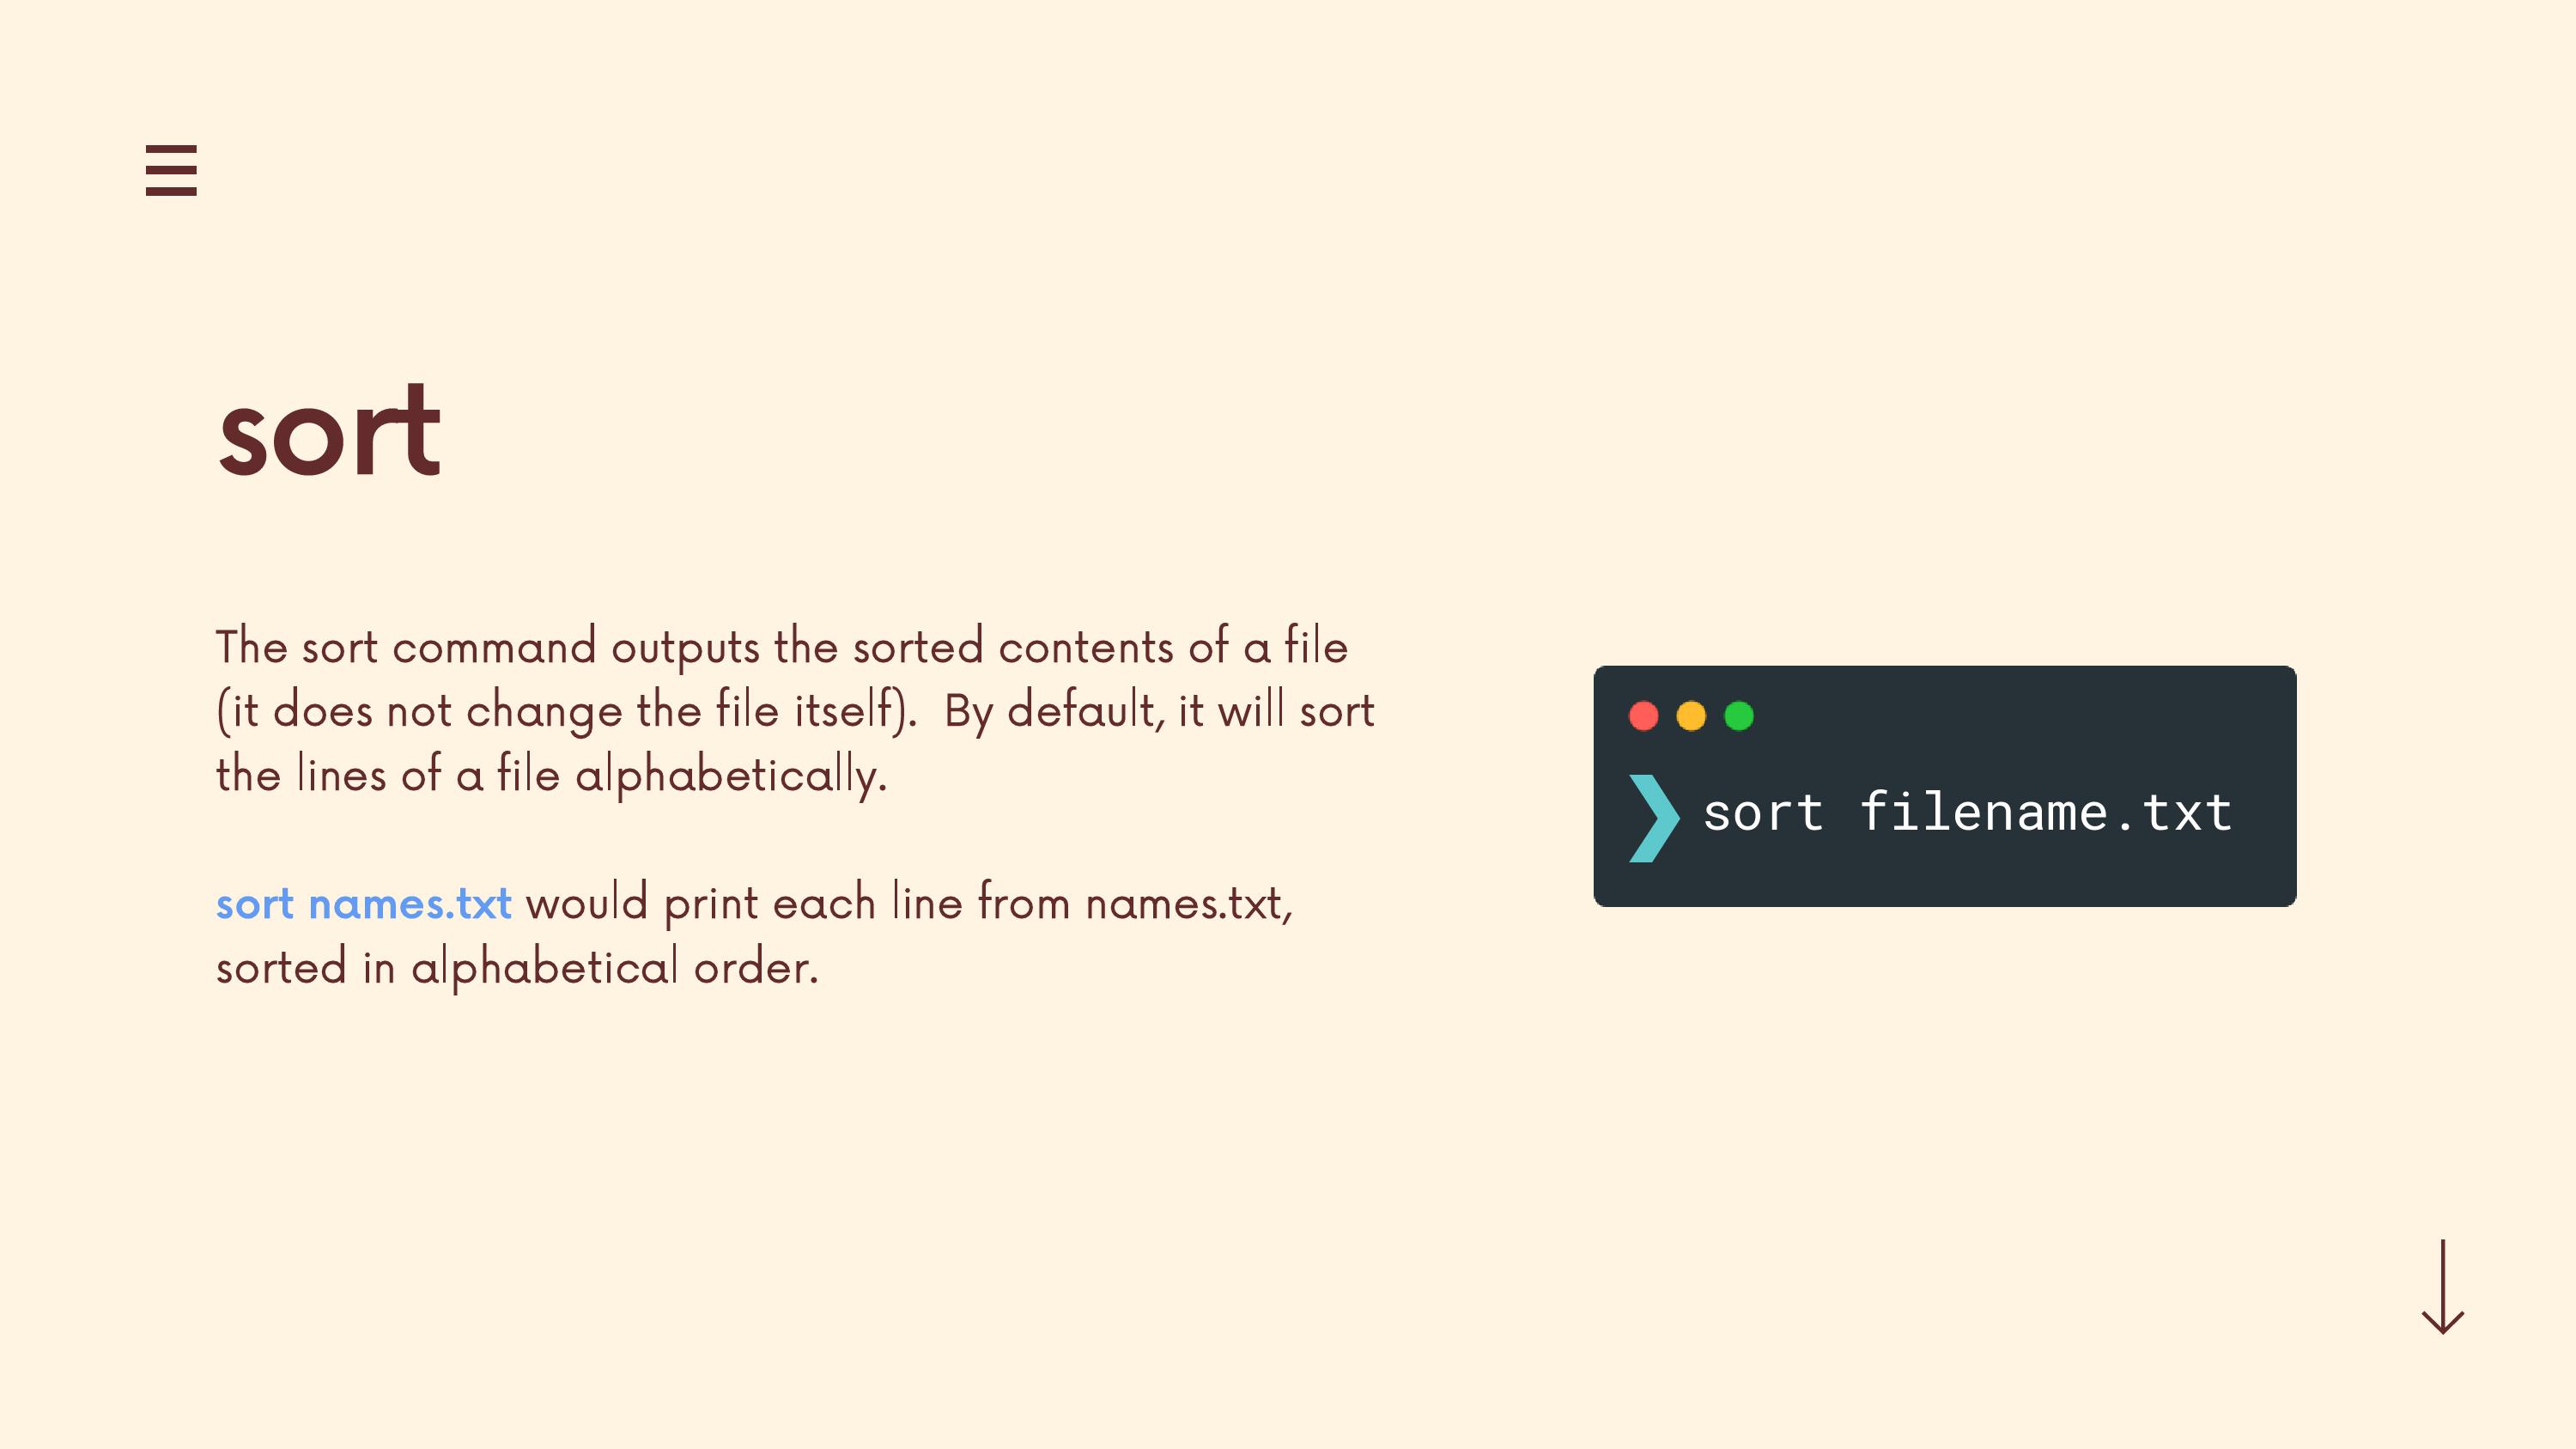 sort
The sort command outputs the sorted contents of a file
(it does not change the file itself).  By default, it will sort
the lines of a file alphabetically.
sort names.txt would print each line from names.txt,
sorted in alphabetical order.
❯ sort filename.txt